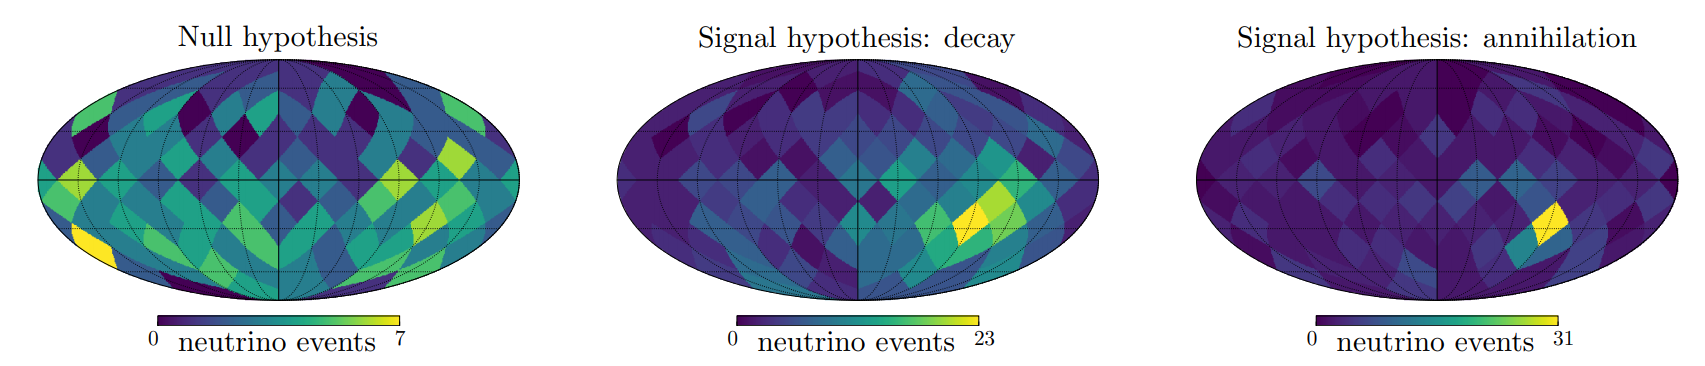 Null hypothesis
Signal hypothesis: decay
Signal hypothesis: annihilation
0 neutrino events 7
0 neutrino events 23
0 neutrino events 31